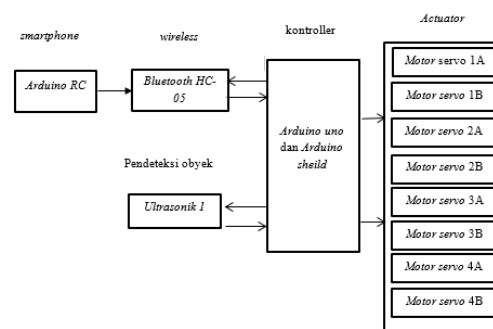 smartphone
wireless
kontroller
Actuator
Arduino RC
Bluetooth HC-
05
Pendeteksi obyek
Ultrasonik 1
Arduino uno
dan Arduino
sheild
Motor servo 1A
Motor servo 1B
Motor servo 2A
Motor servo 2B
Motor servo 3A
Motor servo 3B
Motor servo 4A
Motor servo 4B